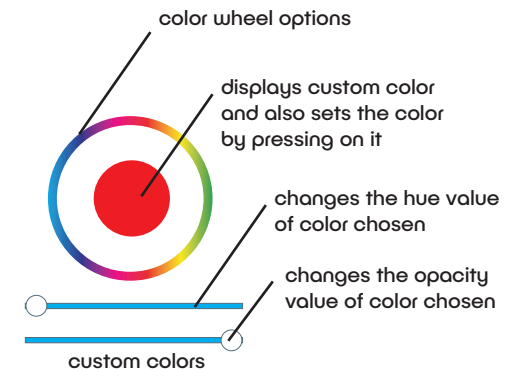 color wheel options
displays custom color
and also sets the color
by pressing on it
changes the hue value
of color chosen
changes the opacity
value of color chosen
custom colors